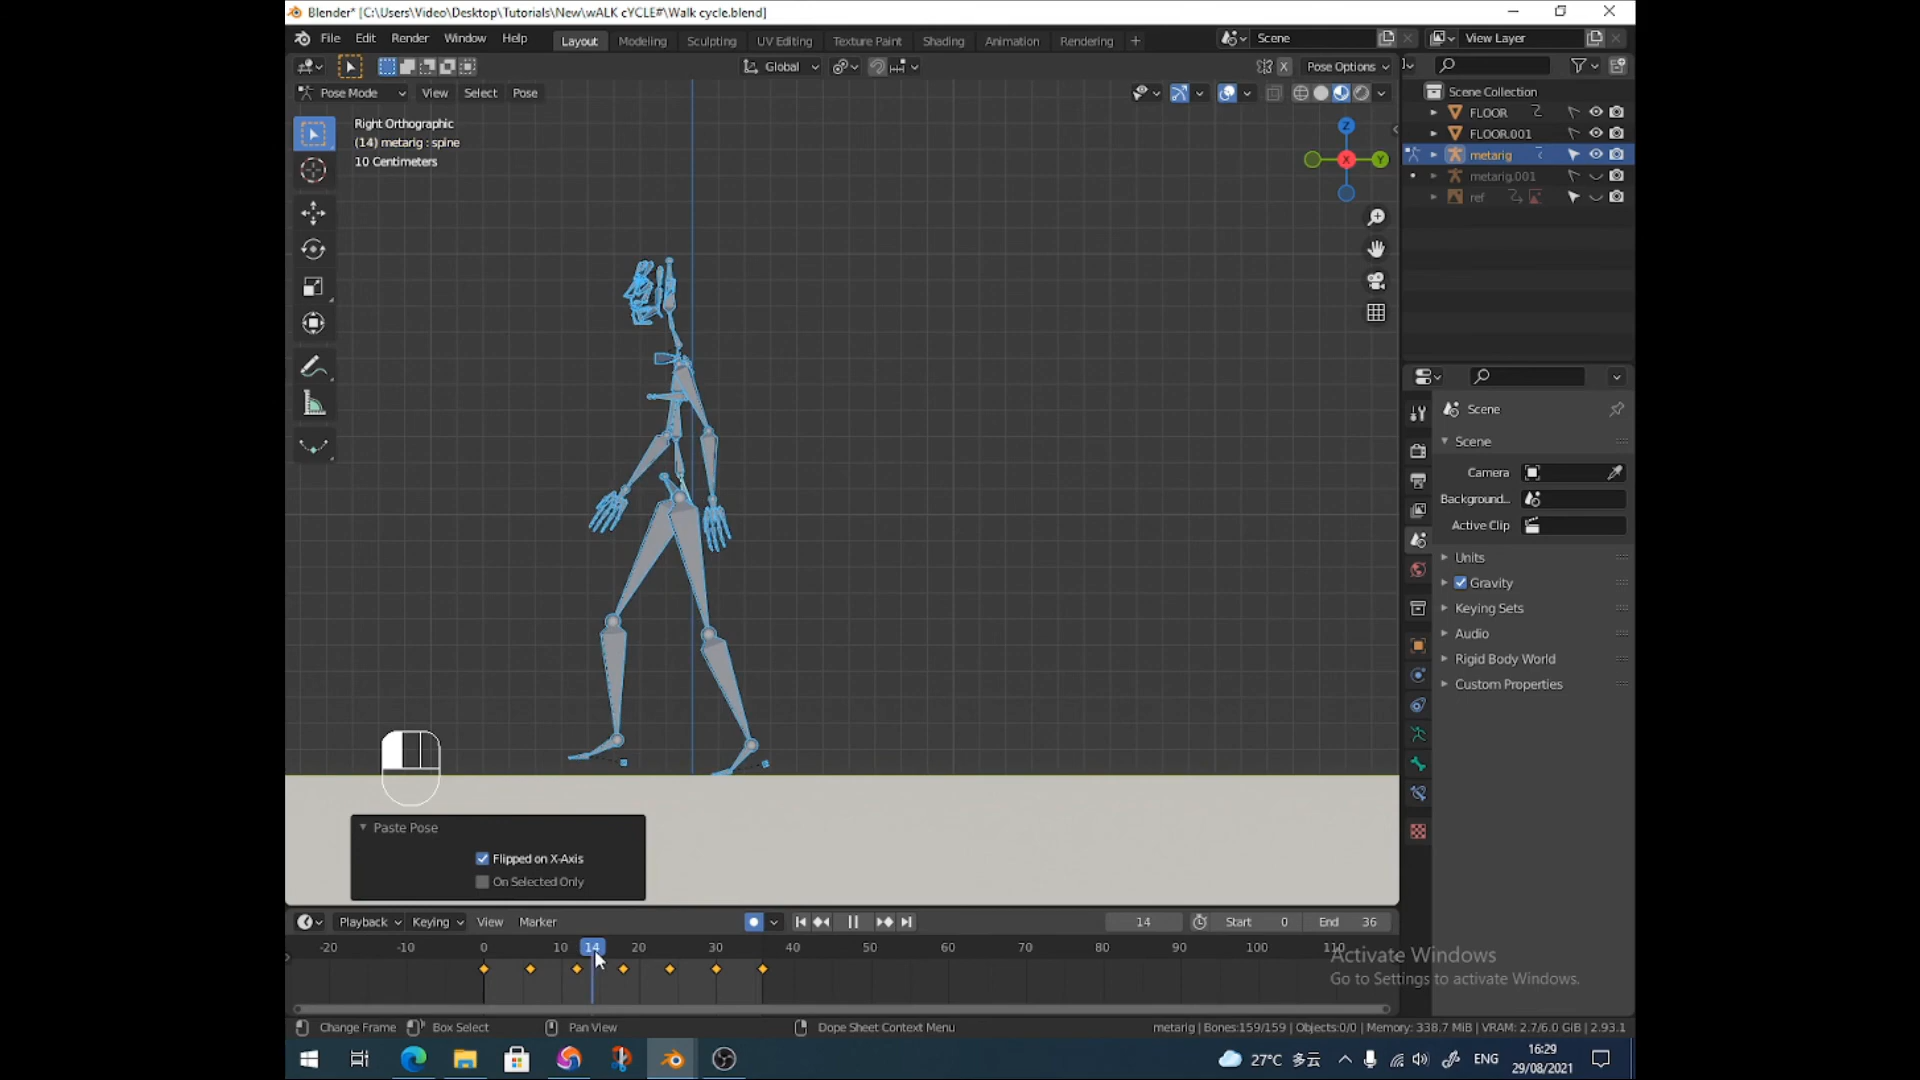 Blender* [C:\Users\Video\Desktop\Tutorials\New\wALK cYCLE#\Walk cycle.blend]
File Edit Render Window Help Layout Modeling Sculpting UV Editing Texture Paint Shading Animation Rendering + Scene View Layer
Global Pose Options
Pose Mode View Select Pose
Right Orthographic
(14) metarig : spine
10 Centimeters
X Y Z
Scene Collection
FLOOR
FLOOR.001
metarig
metarig.001
ref
Scene
Scene
Camera
Background...
Active Clip
Units
Gravity
Keying Sets
Audio
Rigid Body World
Custom Properties
Paste Pose
Flipped on X-Axis
On Selected Only
Playback Keying View Marker 14 Start 0 End 36
-20 -10 0 10 14 20 30 40 50 60 70 80 90 100 110
Activate Windows
Go to Settings to activate Windows.
Change Frame Box Select Pan View Dope Sheet Context Menu metarig | Bones:159/159 | Objects:0/0 | Memory: 338.7 MiB | VRAM: 2.7/6.0 GiB | 2.93.1
27°C 多云 ENG 16:29
29/08/2021